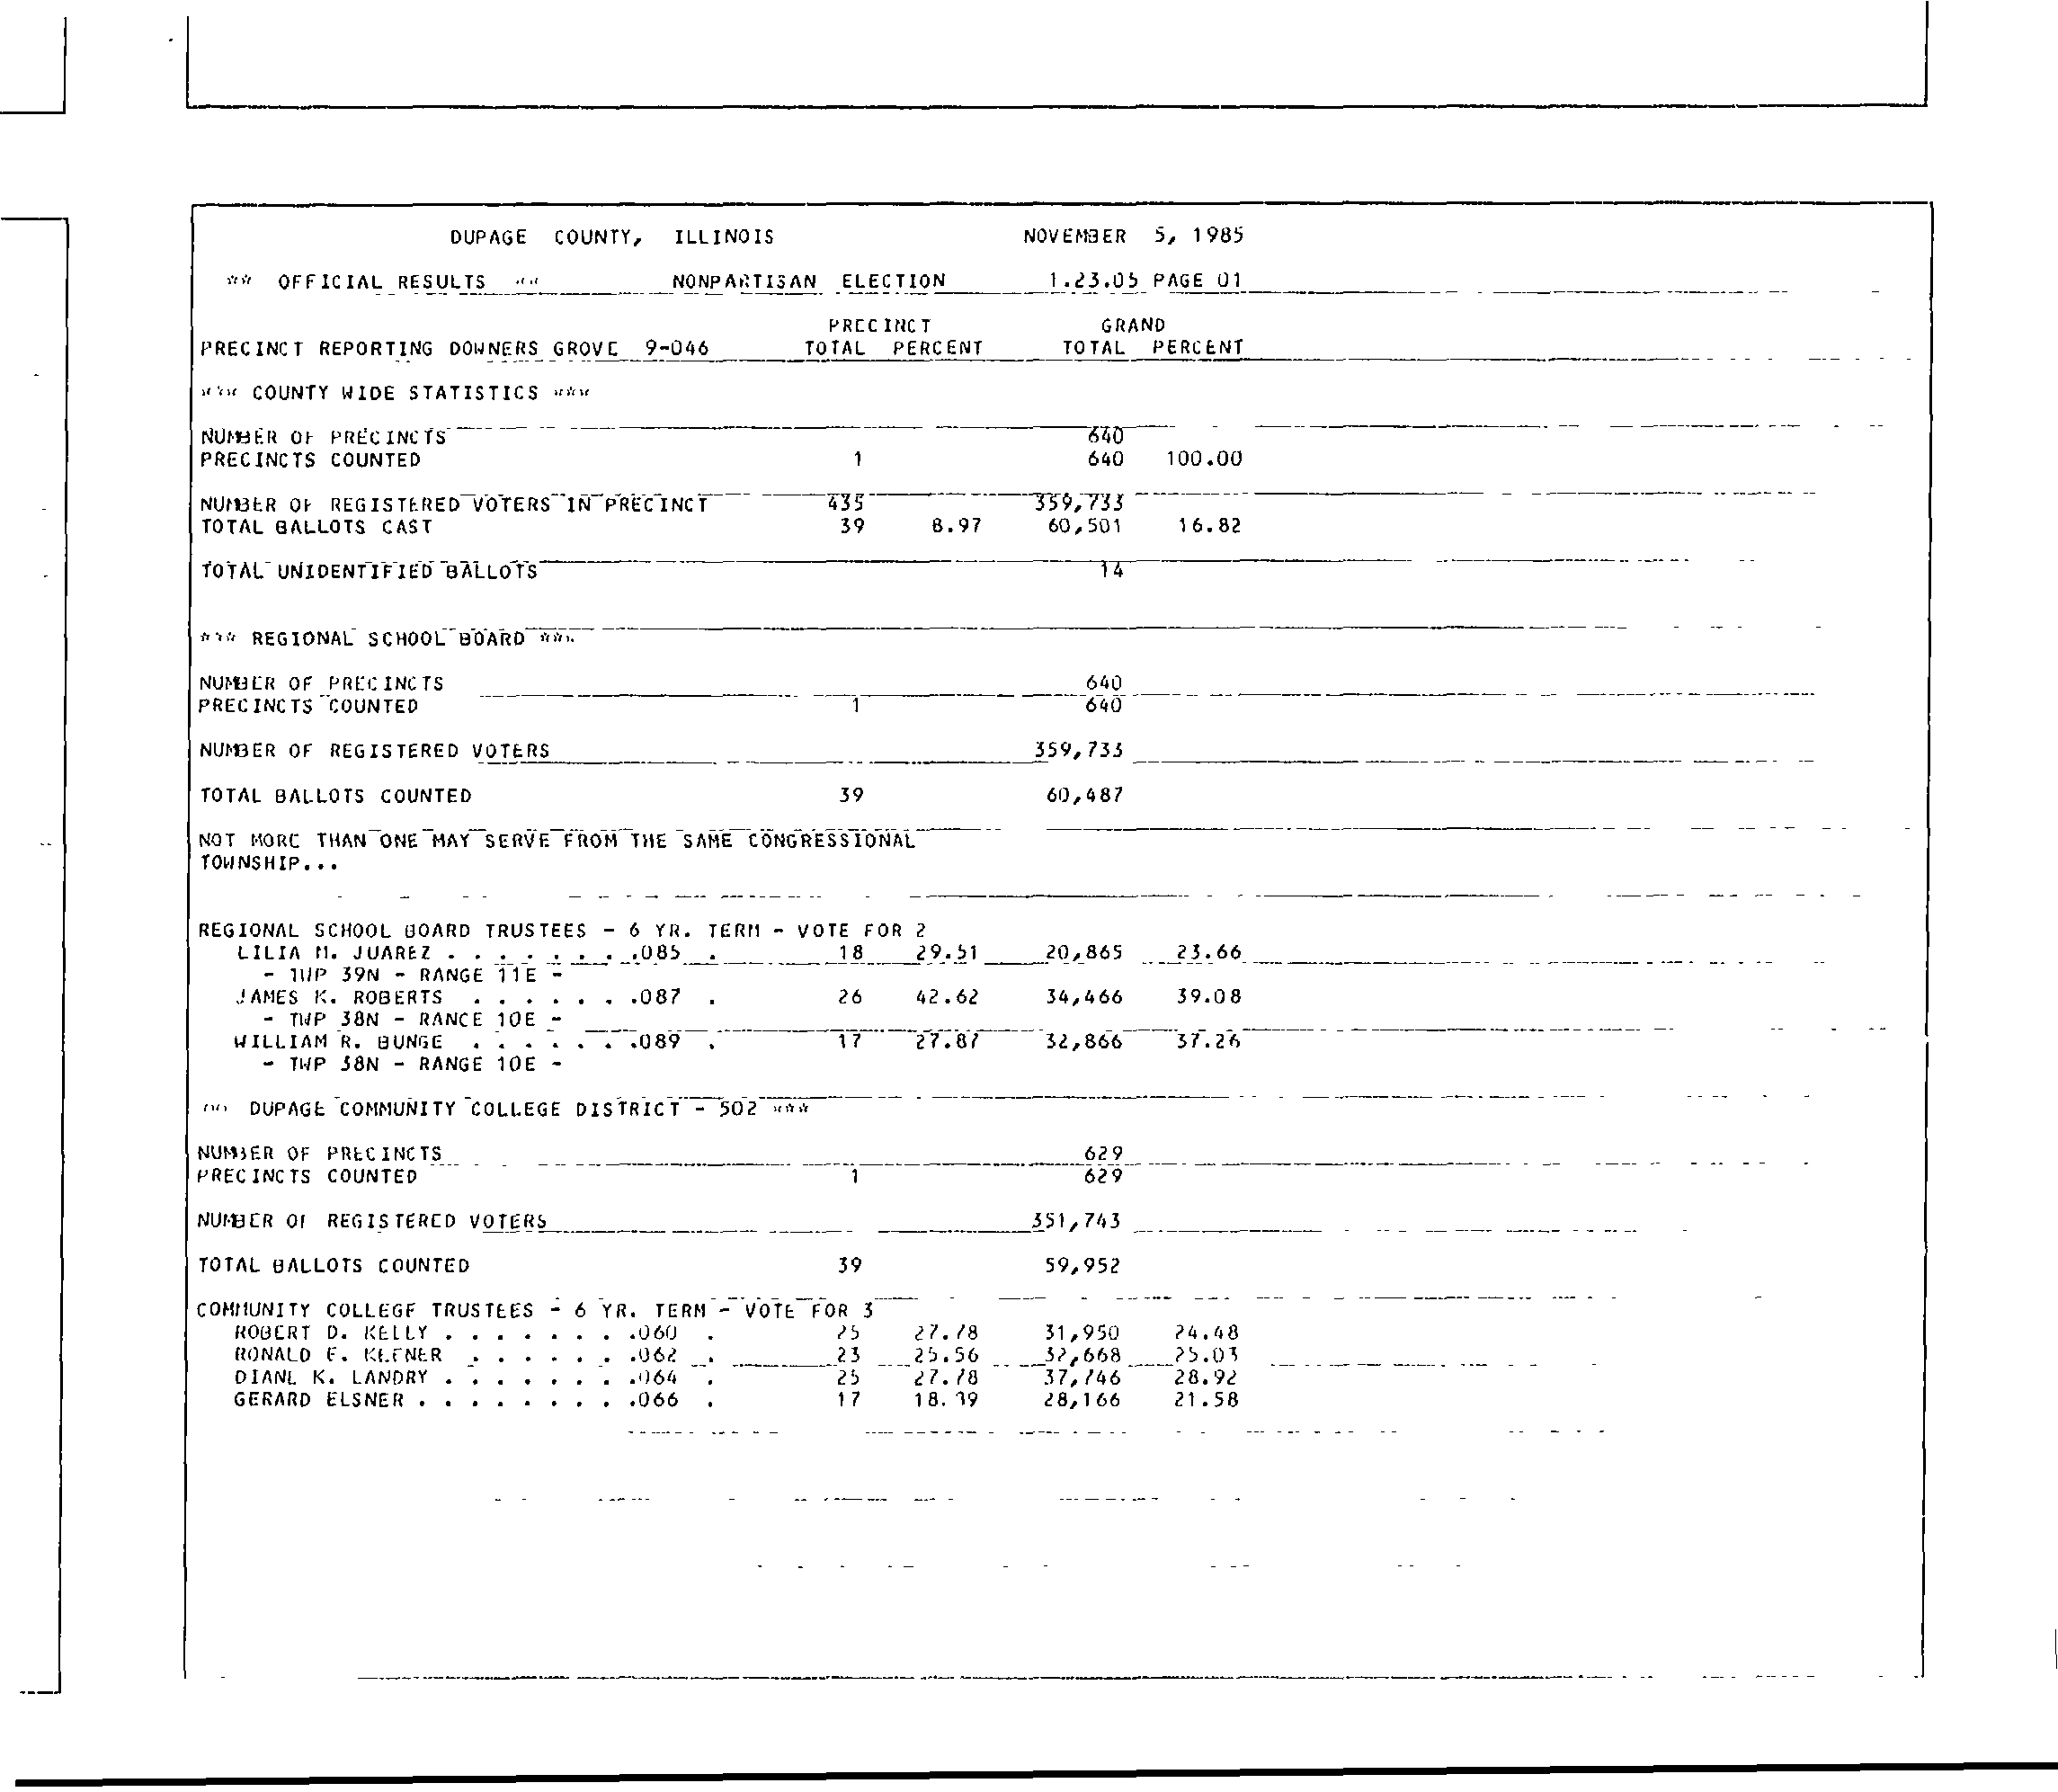 DUPAGE COUNTY, ILLINOIS NOVEMBER 5, 1985
** OFFICIAL RESULTS ** NONPARTISAN ELECTION 1.23.05 PAGE 01
PRECINCT GRAND
PRECINCT REPORTING DOWNERS GROVE 9-046 TOTAL PERCENT TOTAL PERCENT
*** COUNTY WIDE STATISTICS ***
NUMBER OF PRECINCTS 640
PRECINCTS COUNTED 1 640 100.00
NUMBER OF REGISTERED VOTERS IN PRECINCT 435 359,733
TOTAL BALLOTS CAST 39 8.97 60,501 16.82
TOTAL UNIDENTIFIED BALLOTS 14
*** REGIONAL SCHOOL BOARD ***
NUMBER OF PRECINCTS 640
PRECINCTS COUNTED 1 640
NUMBER OF REGISTERED VOTERS 359,733
TOTAL BALLOTS COUNTED 39 60,487
NOT MORE THAN ONE MAY SERVE FROM THE SAME CONGRESSIONAL
TOWNSHIP...
REGIONAL SCHOOL BOARD TRUSTEES - 6 YR. TERM - VOTE FOR 2
LILIA M. JUAREZ . . . . . . . .085 . 18 29.51 20,865 23.66
- TWP 39N - RANGE 11E -
JAMES K. ROBERTS . . . . . . .087 . 26 42.62 34,466 39.08
- TWP 38N - RANGE 10E -
WILLIAM R. BUNGE . . . . . . .089 . 17 27.87 32,866 37.26
- TWP 38N - RANGE 10E -
*** DUPAGE COMMUNITY COLLEGE DISTRICT - 502 ***
NUMBER OF PRECINCTS 629
PRECINCTS COUNTED 1 629
NUMBER OF REGISTERED VOTERS 351,743
TOTAL BALLOTS COUNTED 39 59,952
COMMUNITY COLLEGE TRUSTEES - 6 YR. TERM - VOTE FOR 3
ROBERT D. KELLY . . . . . . . .060 . 25 27.78 31,950 24.48
RONALD E. KEENER . . . . . . .062 . 23 25.56 32,668 25.03
DIANE K. LANDRY . . . . . . . .064 . 25 27.78 37,746 28.92
GERARD ELSNER . . . . . . . . .066 . 17 18.89 28,166 21.58